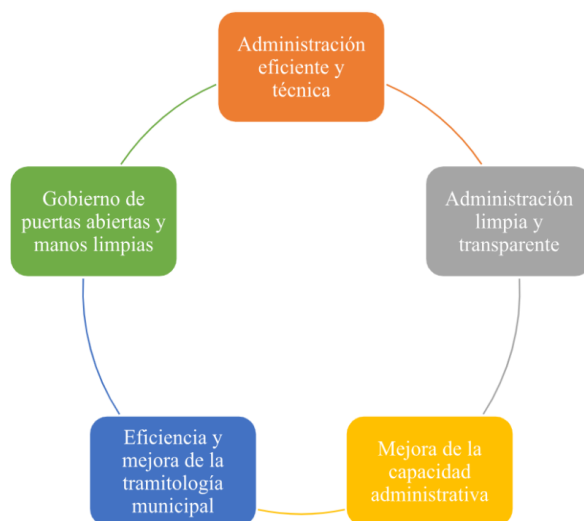 Administración
eficiente y
técnica
Administración
limpia y
transparente
Mejora de la
capacidad
administrativa
Eficiencia y
mejora de la
tramitología
municipal
Gobierno de
puertas abiertas y
manos limpias